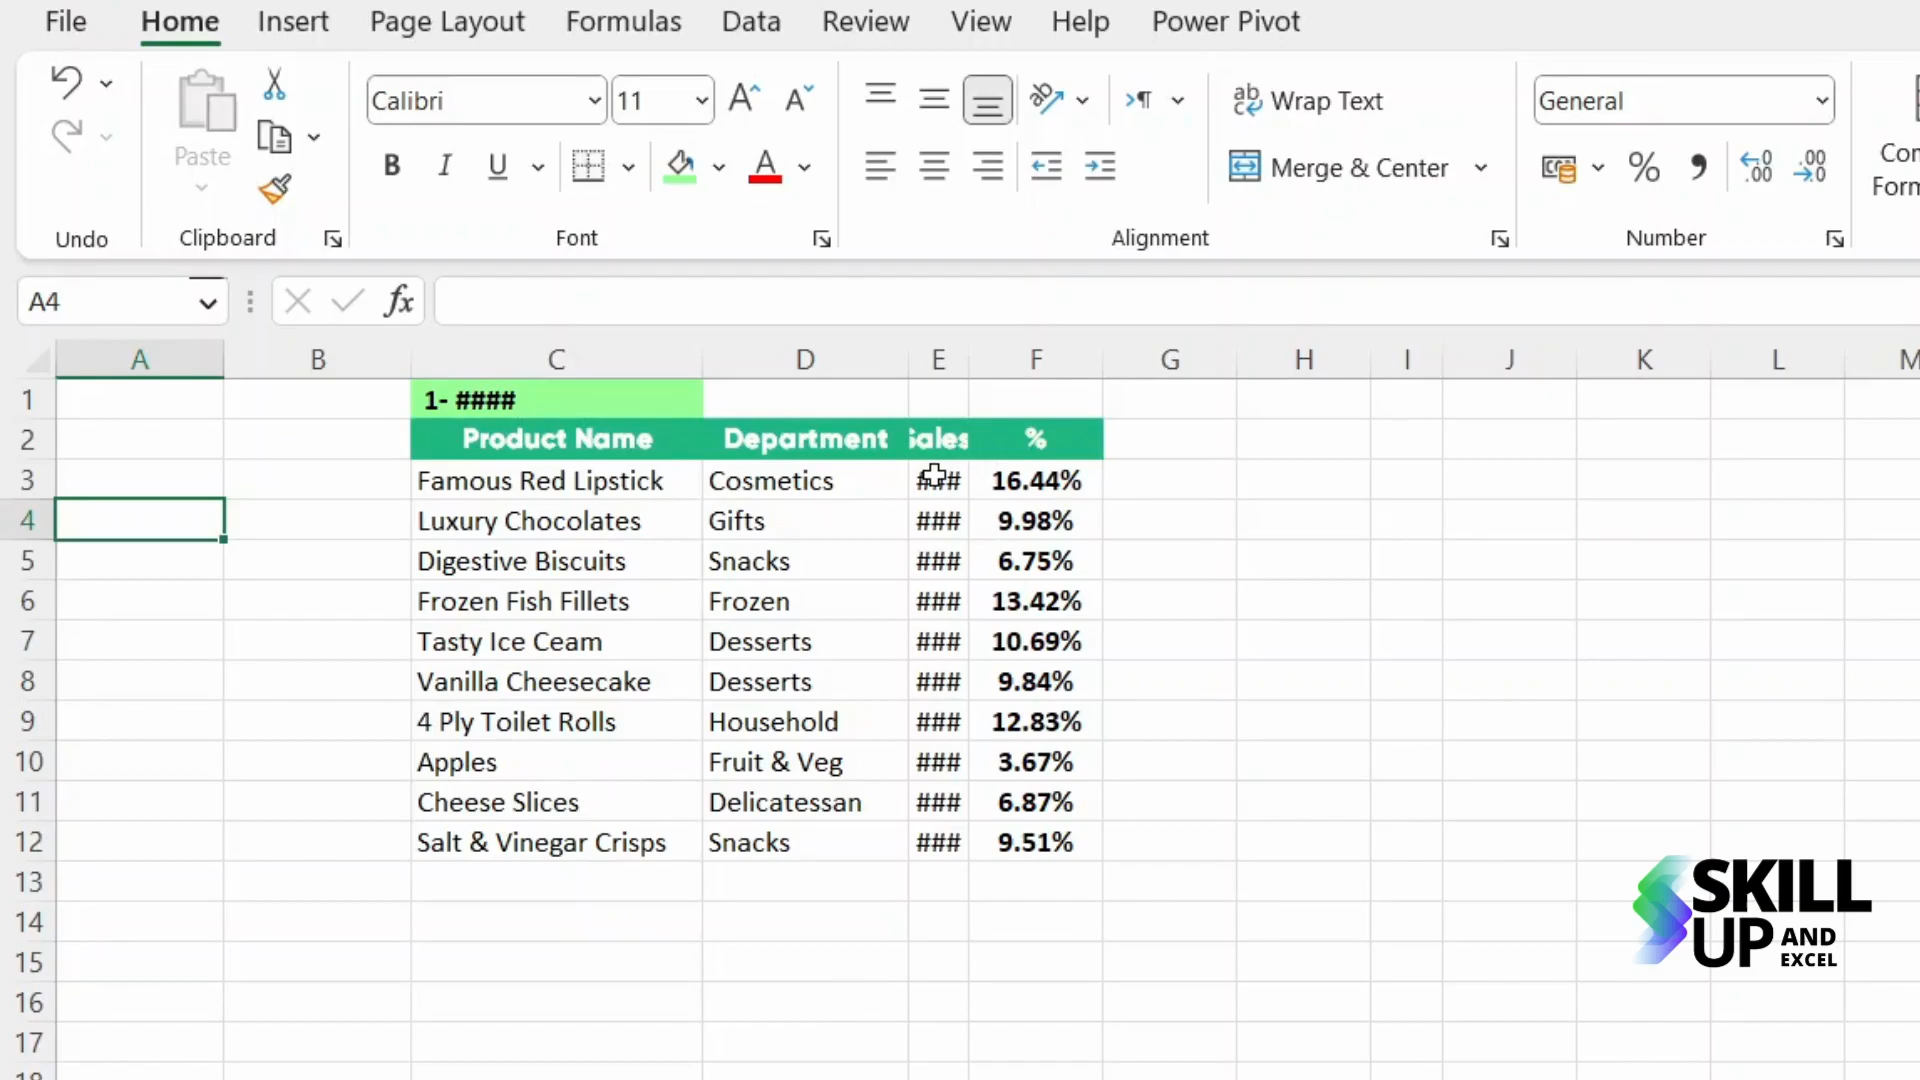 File Home Insert Page Layout Formulas Data Review View Help Power Pivot
Calibri 11 Wrap Text General
Paste B I U A Merge & Center % Con
Form
Undo Clipboard Font Alignment Number
A4 fx
A B C D E F G H I J K L M
1 1- ####
2 Product Name Department Sales %
3 Famous Red Lipstick Cosmetics ### 16.44%
4 Luxury Chocolates Gifts ### 9.98%
5 Digestive Biscuits Snacks ### 6.75%
6 Frozen Fish Fillets Frozen ### 13.42%
7 Tasty Ice Ceam Desserts ### 10.69%
8 Vanilla Cheesecake Desserts ### 9.84%
9 4 Ply Toilet Rolls Household ### 12.83%
10 Apples Fruit & Veg ### 3.67%
11 Cheese Slices Delicatessan ### 6.87%
12 Salt & Vinegar Crisps Snacks ### 9.51%
13
14
15
16
17
18
SKILL
UP AND
EXCEL